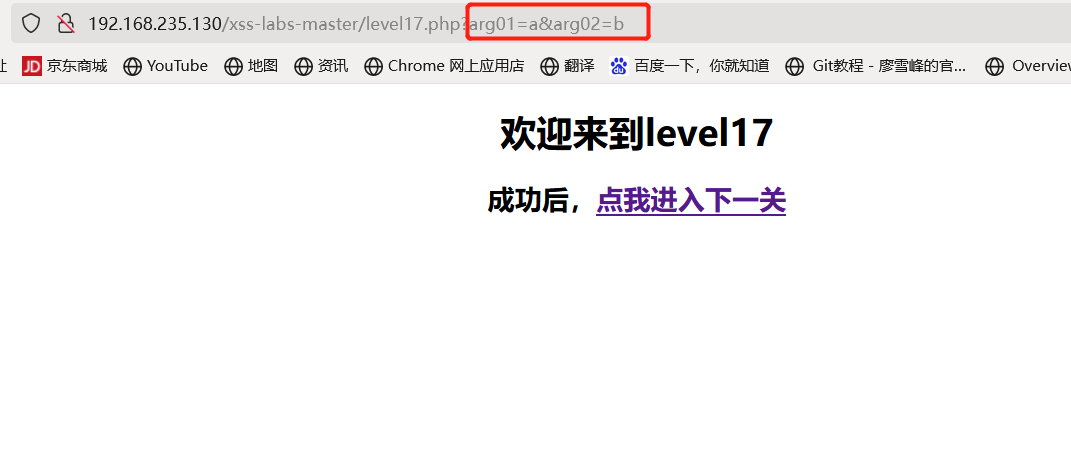 192.168.235.130/xss-labs-master/level17.php?arg01=a&arg02=b
址 JD 京东商城 YouTube 地图 资讯 Chrome 网上应用店 翻译 du 百度一下，你就知道 Git教程 - 廖雪峰的官... Overview
欢迎来到level17
成功后，点我进入下一关